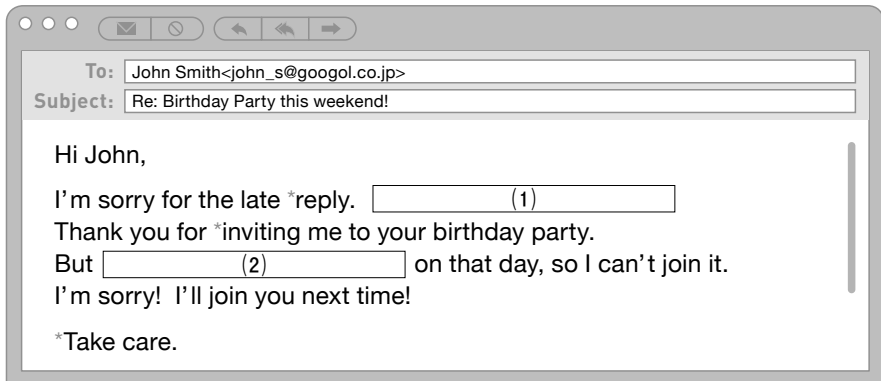 To: John Smith<john_s@googol.co.jp>
Subject: Re: Birthday Party this weekend!
Hi John,
I'm sorry for the late *reply. (1)
Thank you for *inviting me to your birthday party.
But (2) on that day, so I can't join it.
I'm sorry! I'll join you next time!
*Take care.